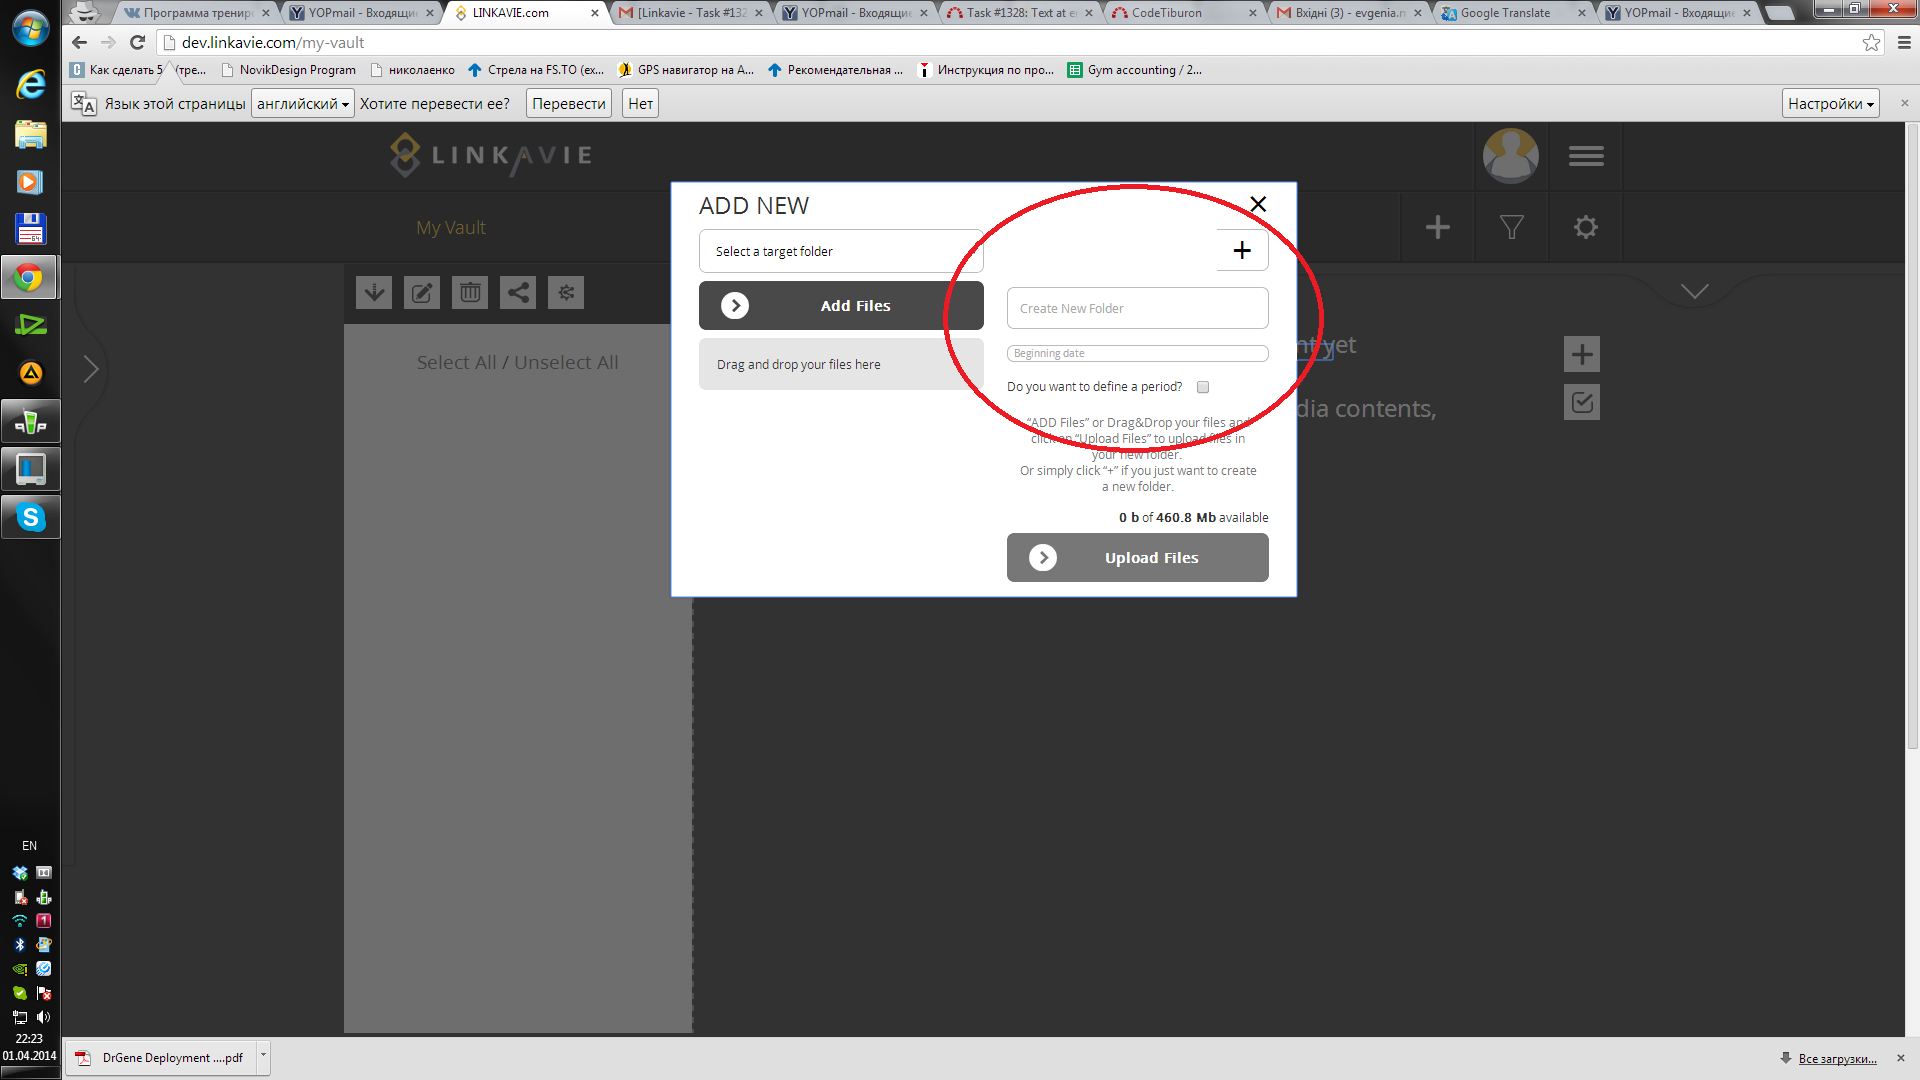 Программа тренир
YOPmail - Входящие
LINKAVIE.com
[Linkavie - Task #132
YOPmail - Входящие
Task #1328: Text at e
CodeTiburon
Вхідні (3) - evgenia.n
Google Translate
YOPmail - Входящие
dev.linkavie.com/my-vault
Как сделать 5
(тре...
NovikDesign Program
николаенко
Стрела на FS.TO (ex...
GPS навигатор на А...
Рекомендательная ...
Инструкция по про...
Gym accounting / 2...
Язык этой страницы
английский
Хотите перевести ее?
Перевести
Нет
Настройки
LINKAVIE
My Vault
Select All / Unselect All
ADD NEW
Select a target folder
Add Files
Drag and drop your files here
Create New Folder
Beginning date
Do you want to define a period?
“ADD Files” or Drag&Drop your files and
click on “Upload Files” to upload files in
your new folder.
Or simply click “+” if you just want to create
a new folder.
0 b of 460.8 Mb available
Upload Files
nt yet
dia contents,
64
EN
1
22:23
01.04.2014
DrGene Deployment ....pdf
Все загрузки...